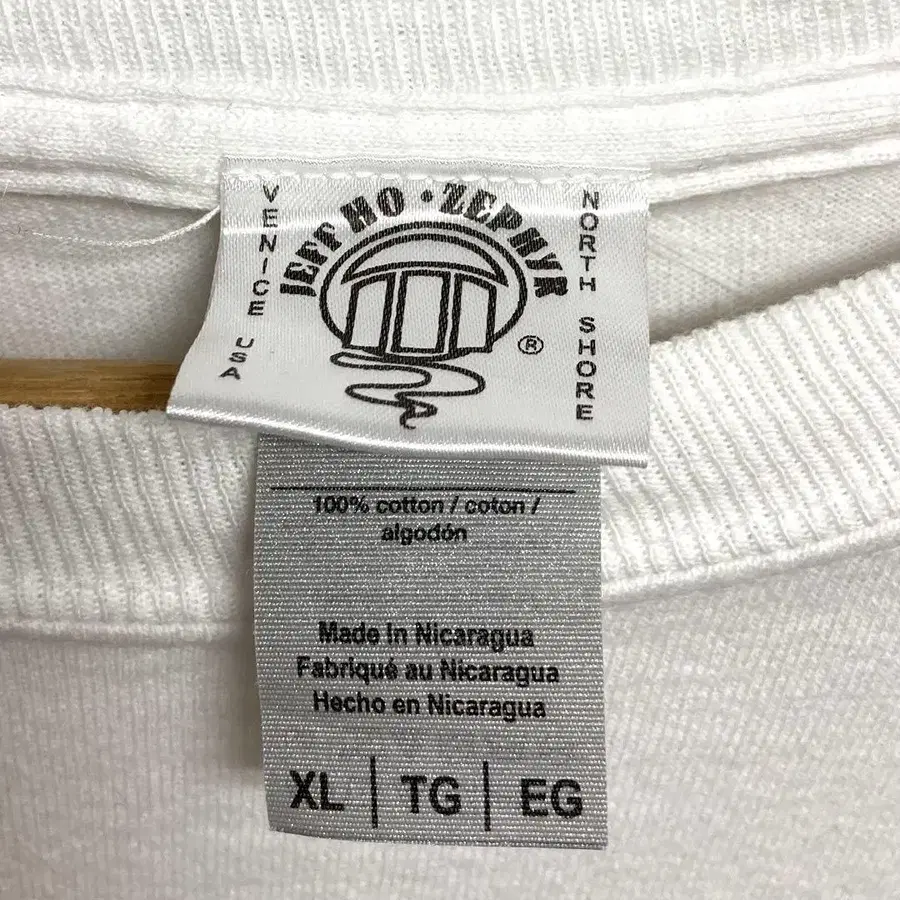 JEFF HO · ZEPHYR
VENICE USA
NORTH SHORE
®
100% cotton / coton /
algodón
Made in Nicaragua
Fabriqué au Nicaragua
Hecho en Nicaragua
XL | TG | EG